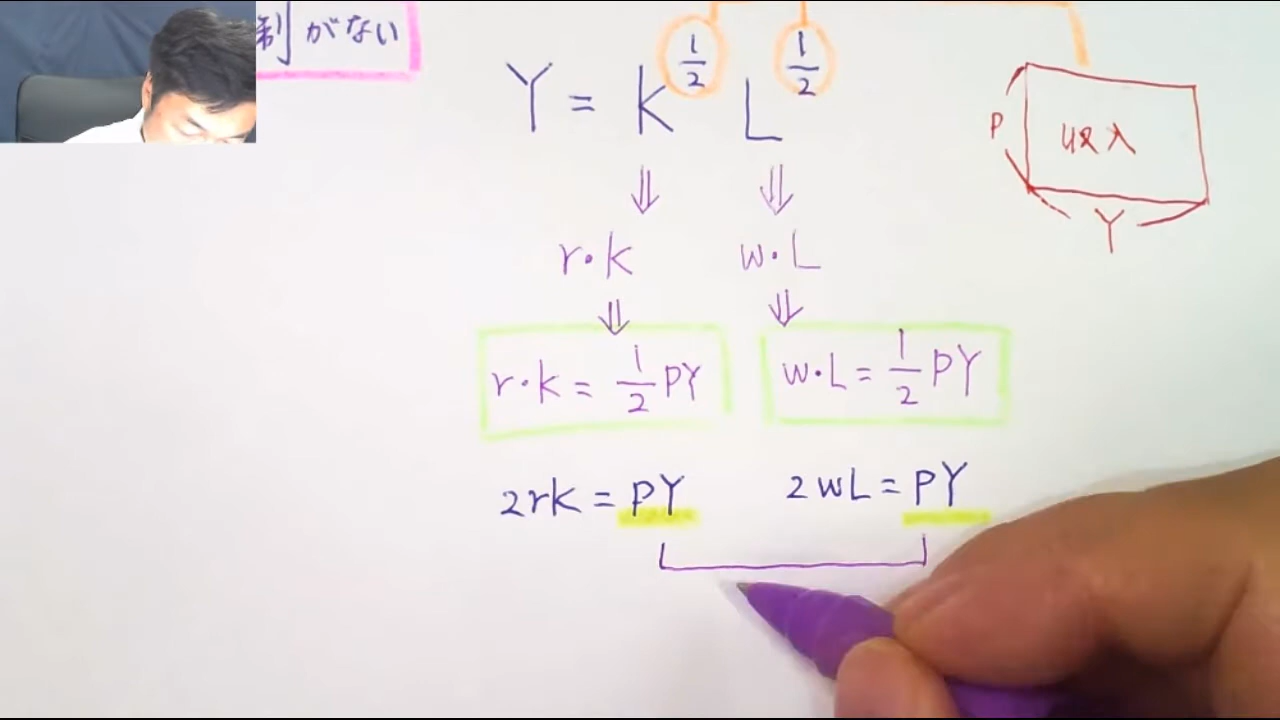 制がない
Y = K^{1/2} L^{1/2}
P
収入
Y
⇓ ⇓
r・K w・L
⇓ ⇓
r・K = 1/2 PY w・L = 1/2 PY
2rK = PY 2wL = PY